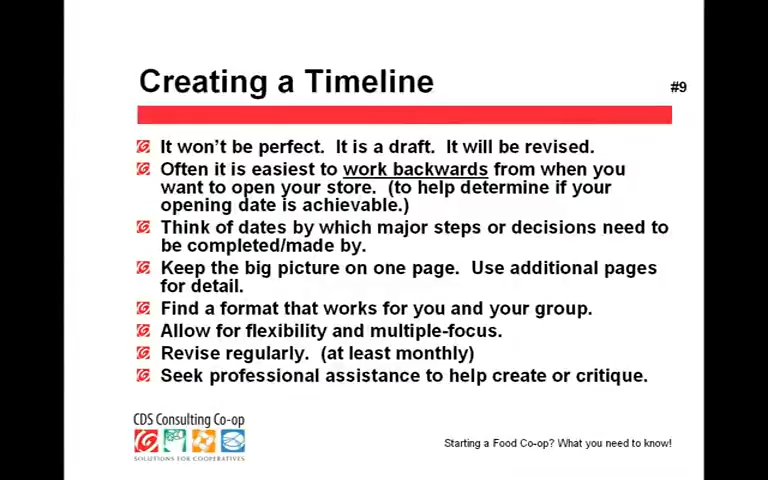 Creating a Timeline
#9
It won't be perfect. It is a draft. It will be revised.
Often it is easiest to work backwards from when you
want to open your store. (to help determine if your
opening date is achievable.)
Think of dates by which major steps or decisions need to
be completed/made by.
Keep the big picture on one page. Use additional pages
for detail.
Find a format that works for you and your group.
Allow for flexibility and multiple-focus.
Revise regularly. (at least monthly)
Seek professional assistance to help create or critique.
CDS Consulting Co-op
SOLUTIONS FOR COOPERATIVES
Starting a Food Co-op? What you need to know!